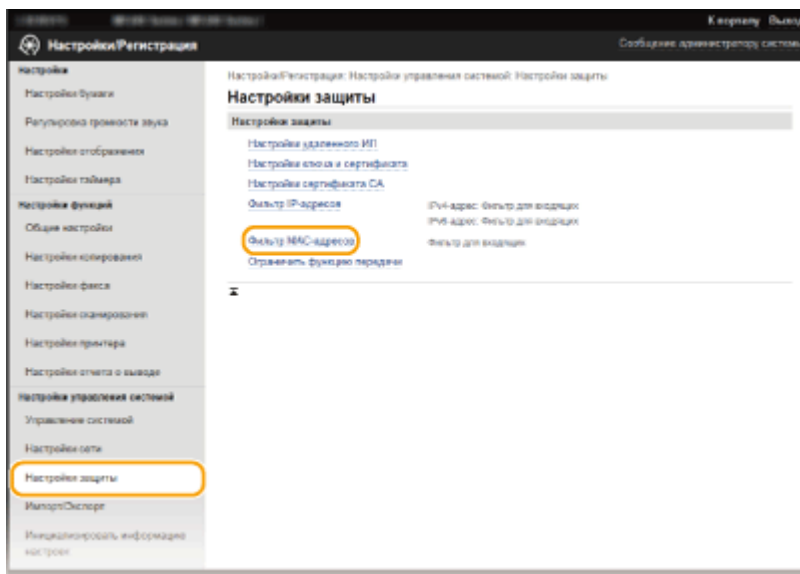 К порталу Выход
Настройки/Регистрация
Сообщение администратору системы
Настройки
Настройки бумаги
Регулировка громкости звука
Настройки отображения
Настройки таймера
Настройки функций
Общие настройки
Настройки копирования
Настройки факса
Настройки сканирования
Настройки принтера
Настройки отчета о выводе
Настройки управления системой
Управление системой
Настройки сети
Настройки защиты
Импорт/Экспорт
Инициализировать информацию
настроек
Настройки/Регистрация: Настройки управления системой: Настройки защиты
Настройки защиты
Настройки защиты
Настройки удаленного ИП
Настройки ключа и сертификата
Настройки сертификата СА
Фильтр IP-адресов
IPv4-адрес: Фильтр для входящих
IPv6-адрес: Фильтр для входящих
Фильтр MAC-адресов
Фильтр для входящих
Ограничить функцию передачи